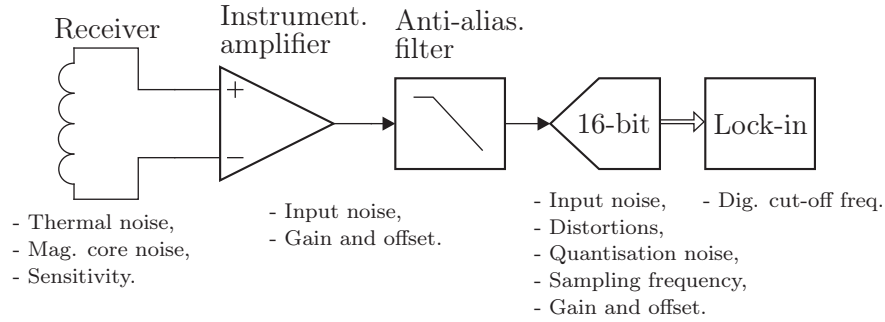 Receiver
Instrument.
amplifier
Anti-alias.
filter
+
−
16-bit
Lock-in
- Thermal noise,
- Mag. core noise,
- Sensitivity.
- Input noise,
- Gain and offset.
- Input noise,
- Distortions,
- Quantisation noise,
- Sampling frequency,
- Gain and offset.
- Dig. cut-off freq.